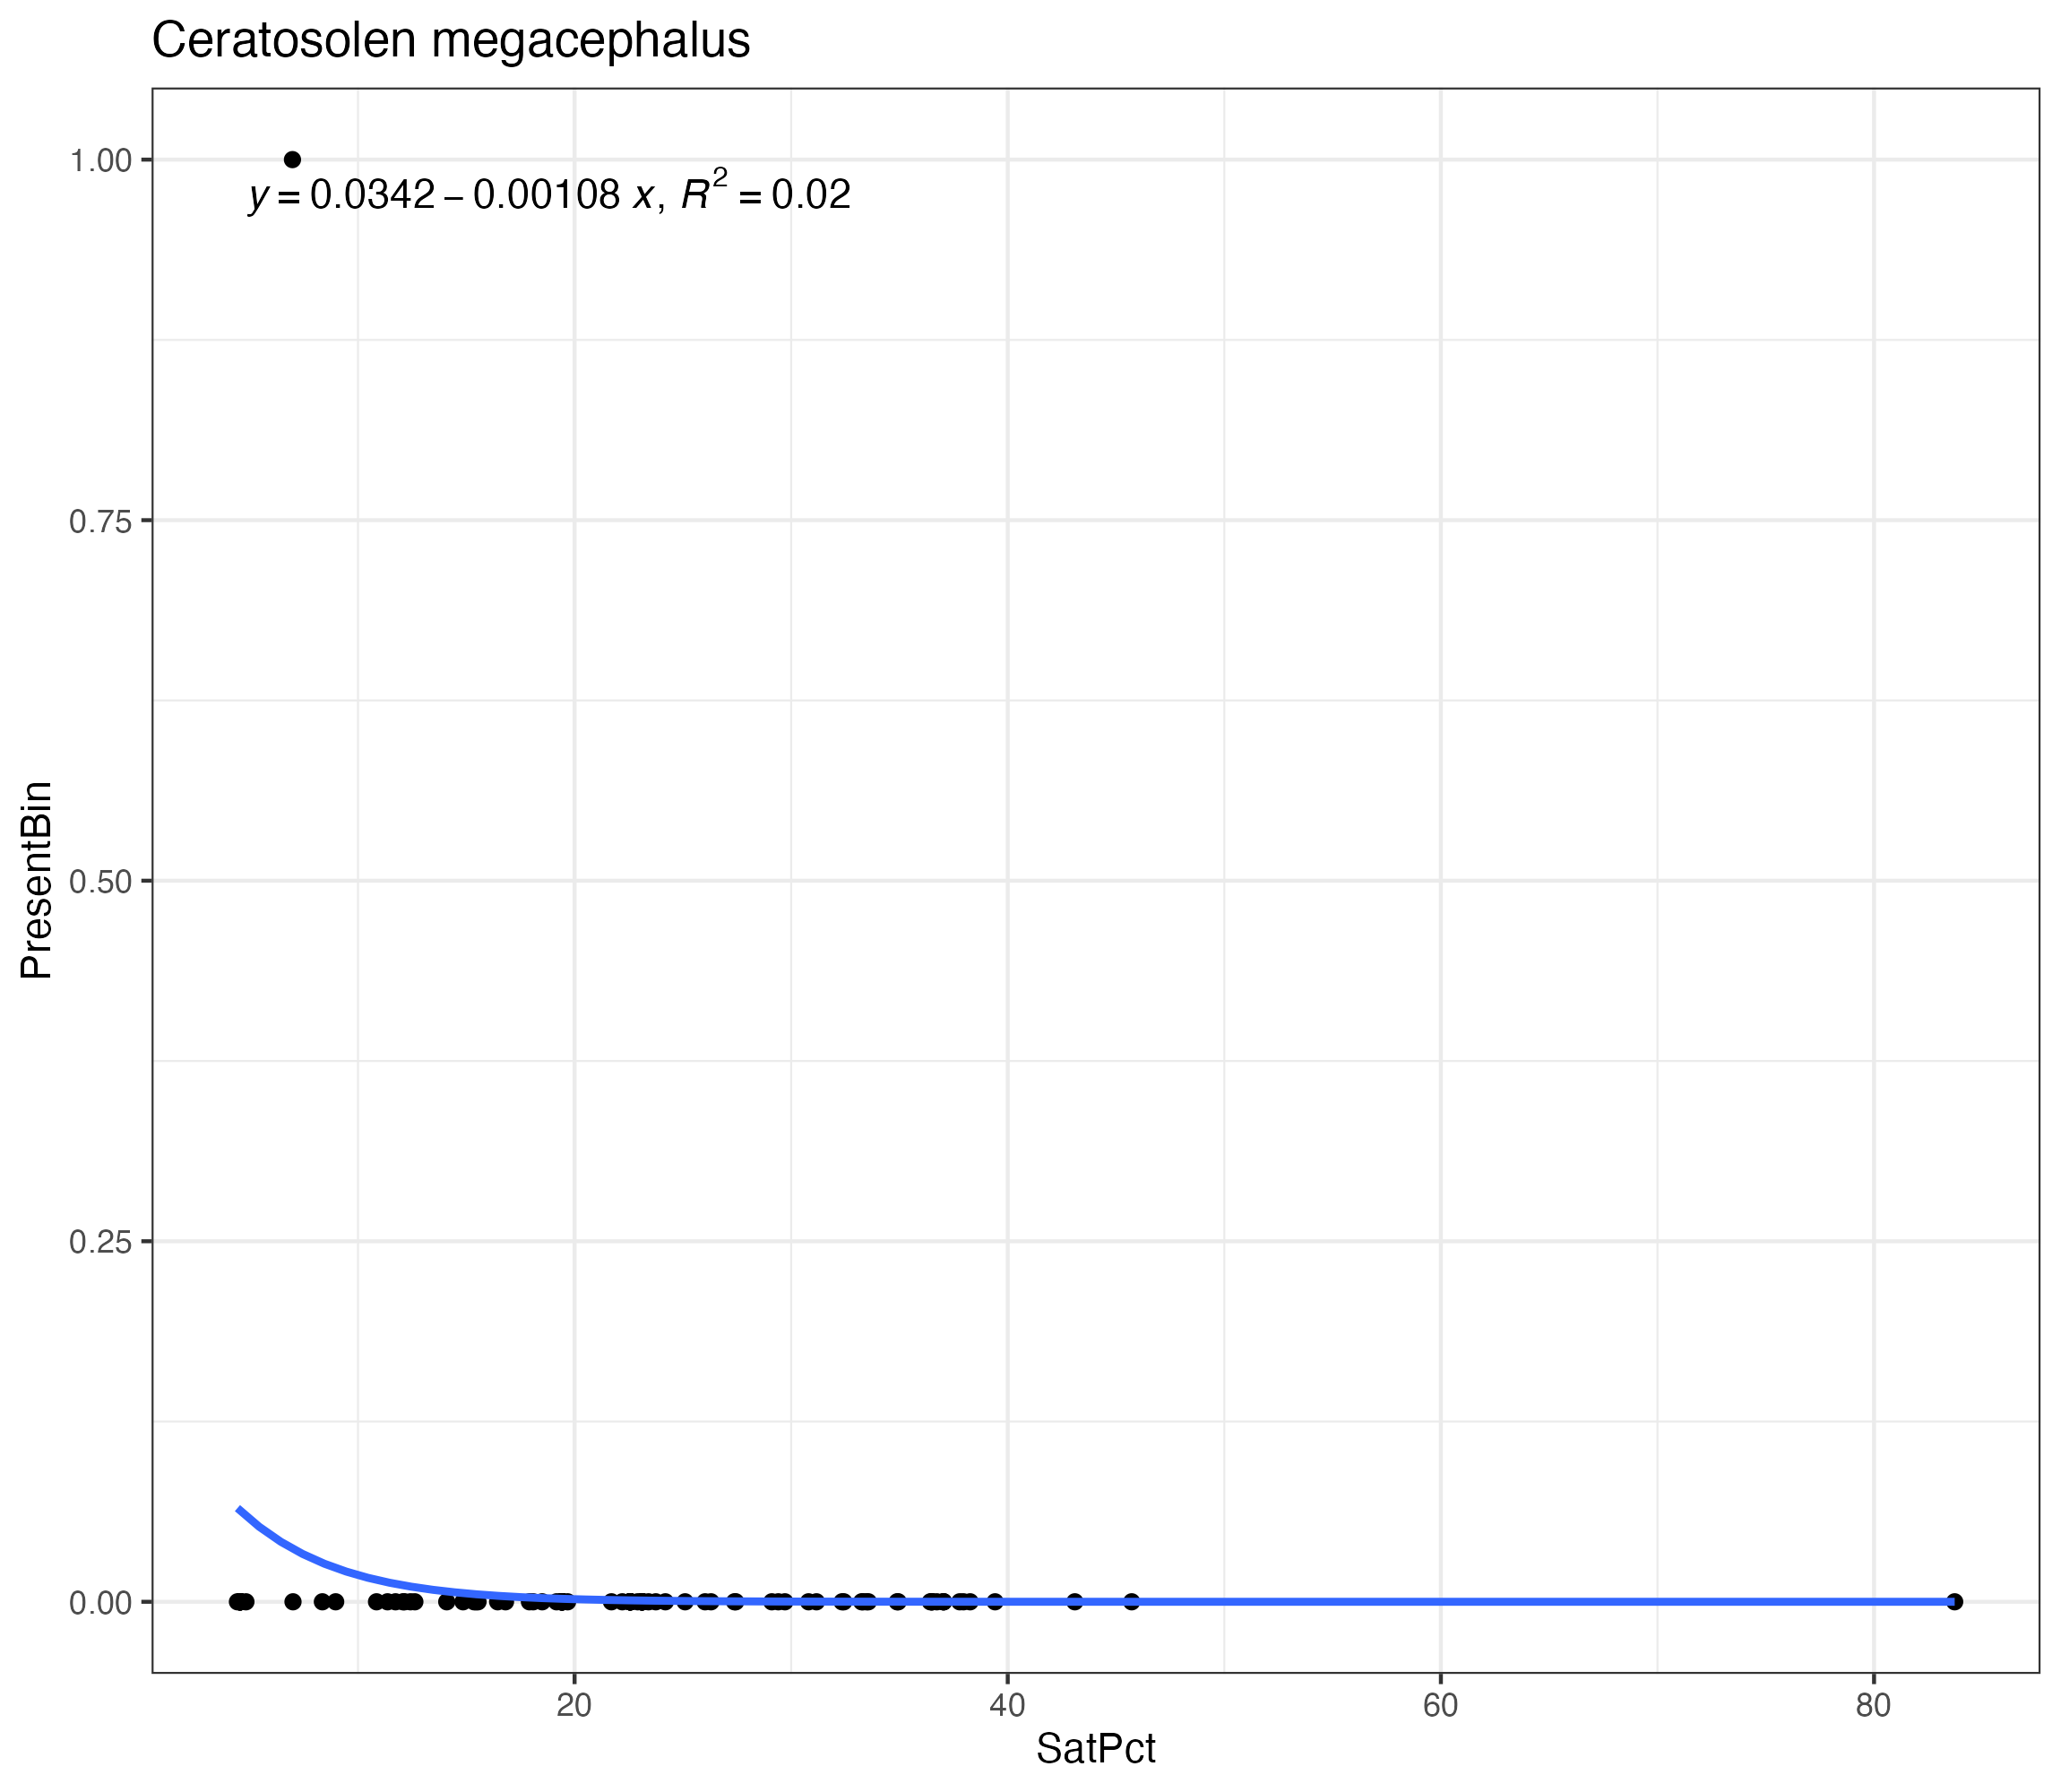 Ceratosolen megacephalus
y = 0.0342 − 0.00108 x, R² = 0.02
1.00
0.75
0.50
0.25
0.00
PresentBin
20 40 60 80
SatPct